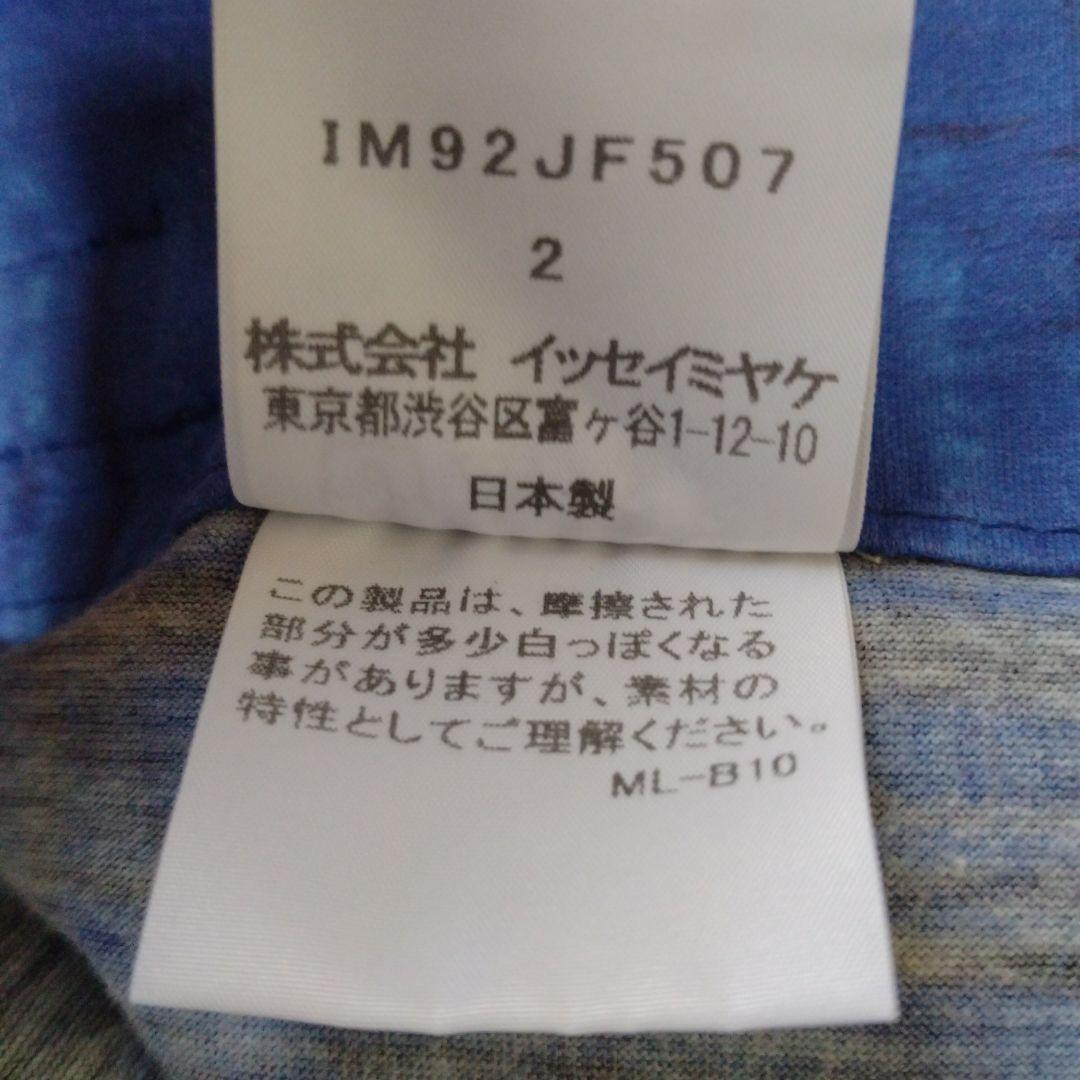 IM92JF507
2
株式会社 イッセイミヤケ
東京都渋谷区富ヶ谷1-12-10
日本製
この製品は、摩擦された
部分が多少白っぽくなる
事がありますが、素材の
特性としてご理解ください。
ML-B10